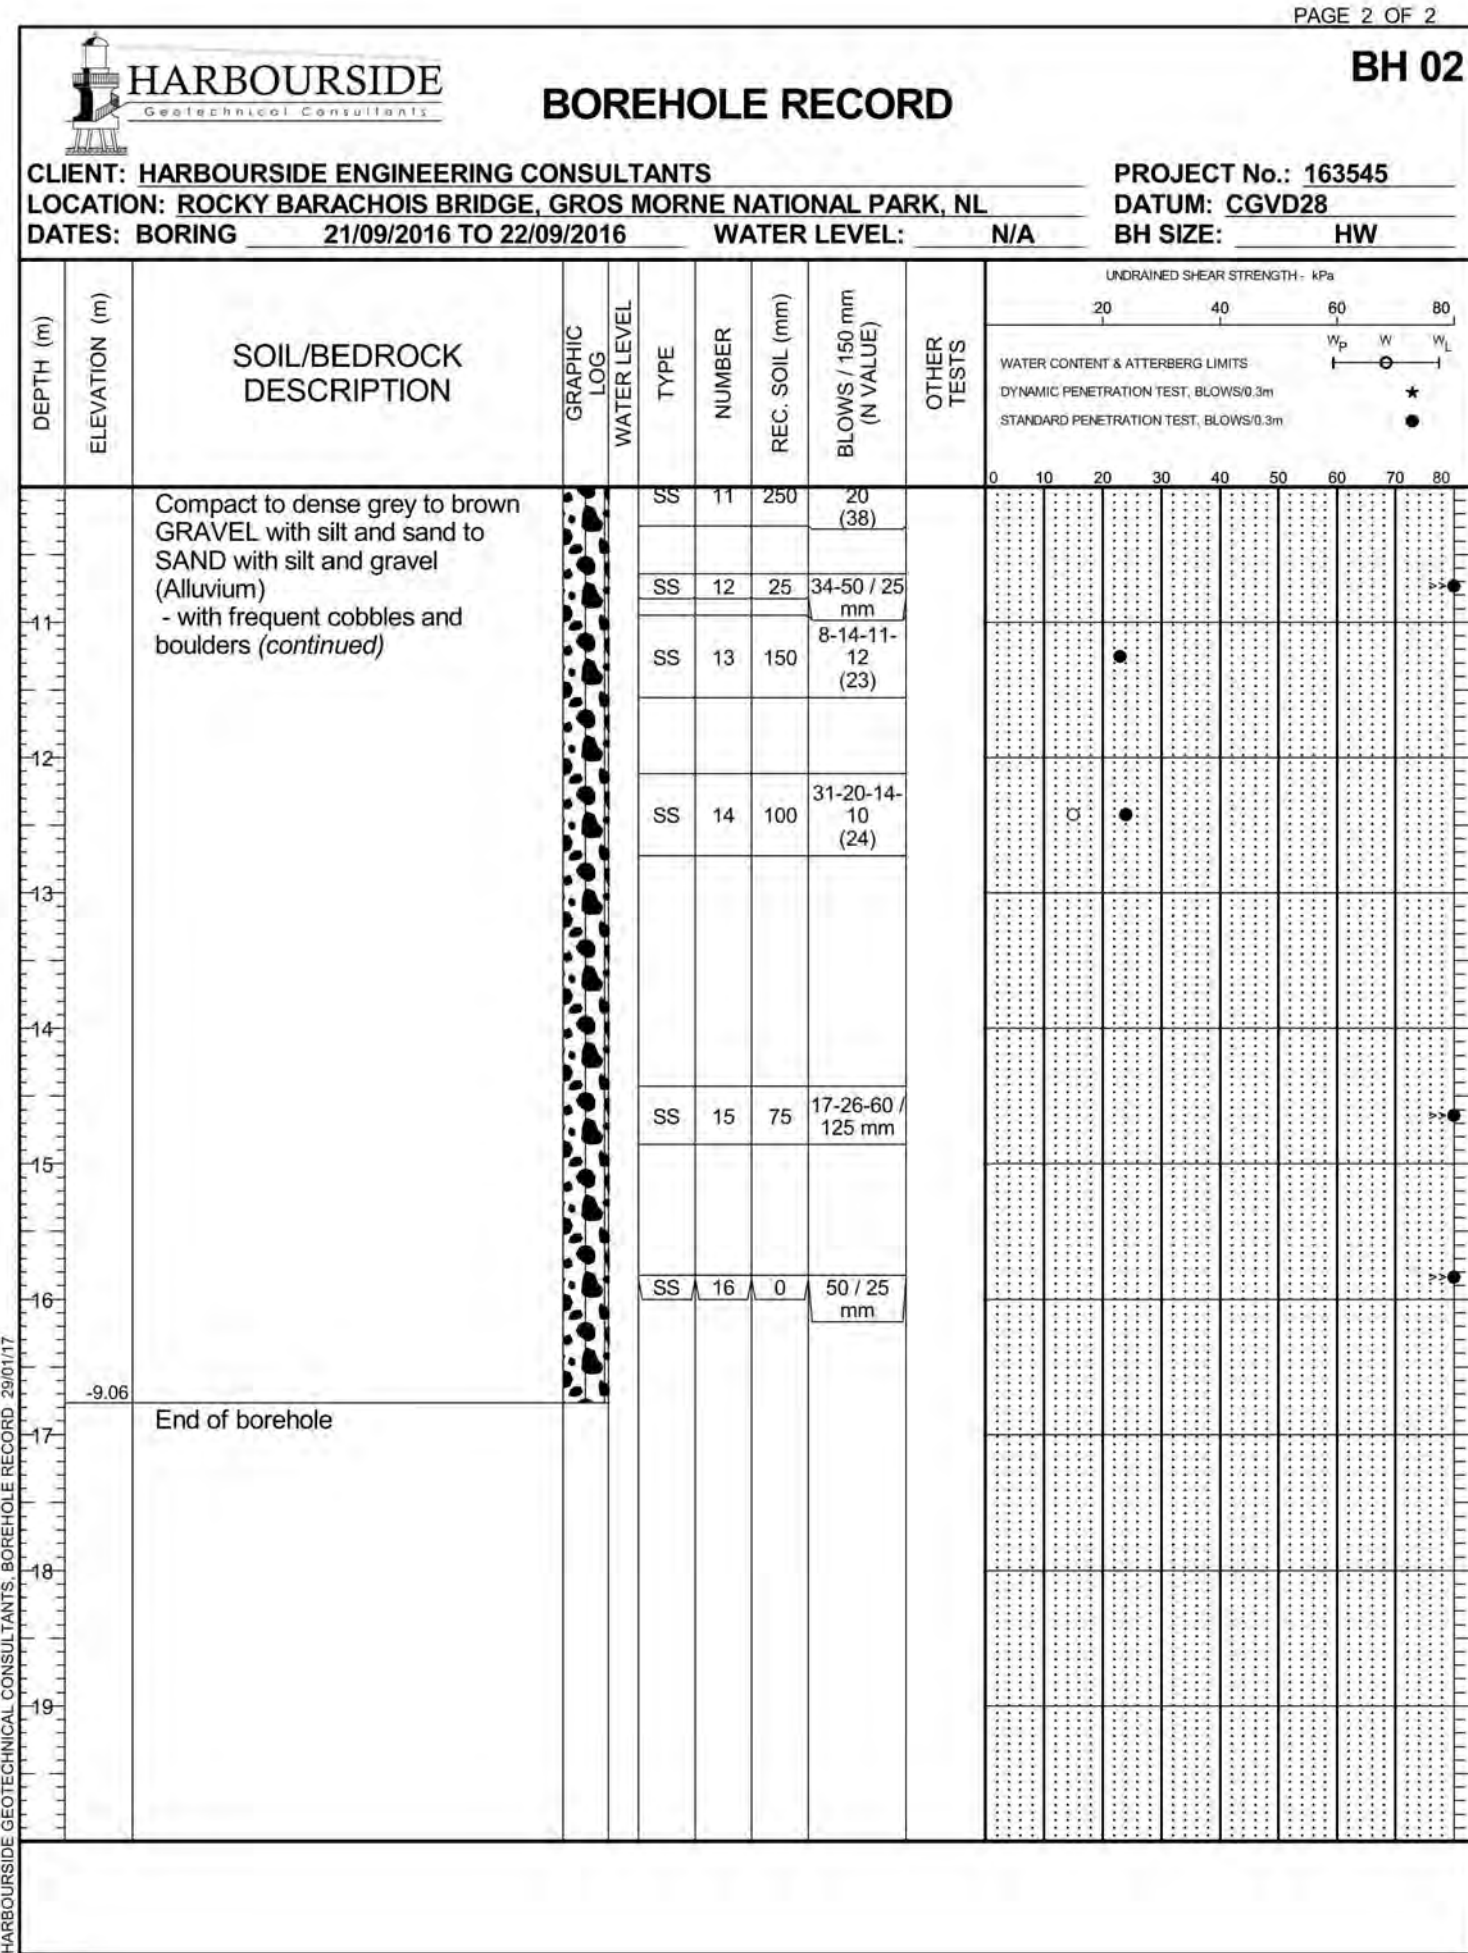 PAGE 2 OF 2
BH 02
HARBOURSIDE
Geotechnical Consultants
BOREHOLE RECORD
CLIENT: HARBOURSIDE ENGINEERING CONSULTANTS
PROJECT No.: 163545
LOCATION: ROCKY BARACHOIS BRIDGE, GROS MORNE NATIONAL PARK, NL
DATUM: CGVD28
DATES: BORING 21/09/2016 TO 22/09/2016 WATER LEVEL: N/A
BH SIZE: HW
DEPTH (m)
ELEVATION (m)
SOIL/BEDROCK
DESCRIPTION
GRAPHIC
LOG
WATER LEVEL
TYPE
NUMBER
REC. SOIL (mm)
BLOWS / 150 mm
(N VALUE)
OTHER
TESTS
UNDRAINED SHEAR STRENGTH - kPa
20 40 60 80
WP W WL
WATER CONTENT & ATTERBERG LIMITS
DYNAMIC PENETRATION TEST, BLOWS/0.3m ★
STANDARD PENETRATION TEST, BLOWS/0.3m ●
0 10 20 30 40 50 60 70 80
Compact to dense grey to brown
GRAVEL with silt and sand to
SAND with silt and gravel
(Alluvium)
- with frequent cobbles and
boulders (continued)
SS 11 250 20
(38)
SS 12 25 34-50 / 25
mm
>>
11
SS 13 150 8-14-11-
12
(23)
12
SS 14 100 31-20-14-
10
(24)
13
14
SS 15 75 17-26-60 /
125 mm
>>
15
SS 16 0 50 / 25
mm
>>
16
-9.06
End of borehole
17
18
19
HARBOURSIDE GEOTECHNICAL CONSULTANTS, BOREHOLE RECORD 29/01/17